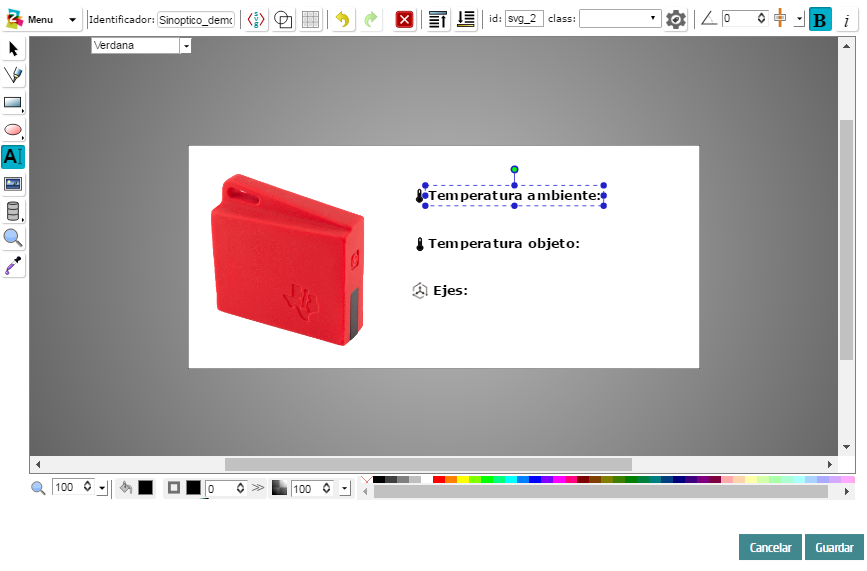 Menu Identificador: Sinoptico_demo id: svg_2 class: 0 B i
Verdana
A
Temperatura ambiente:
Temperatura objeto:
Ejes:
100 0 100
Cancelar Guardar